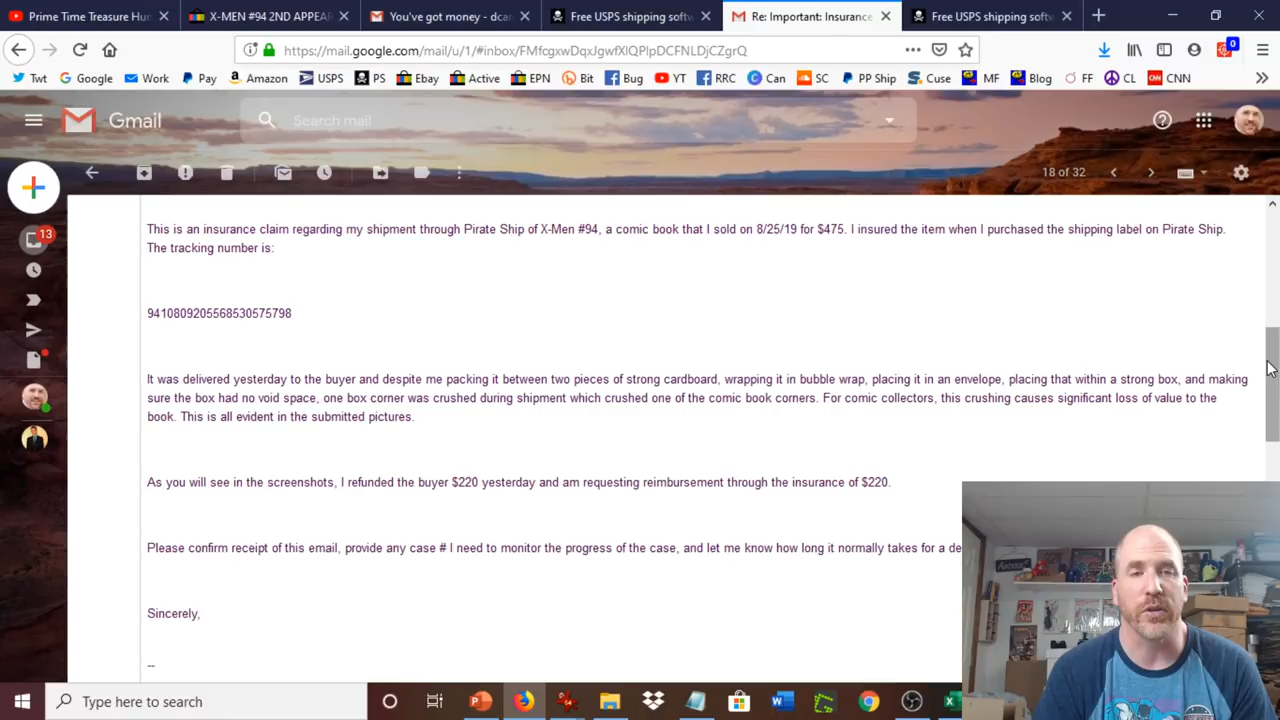 Prime Time Treasure Hun
X-MEN #94 2ND APPEAR
You've got money - dcar
Free USPS shipping softw
Re: Important: Insurance
Free USPS shipping softw
https://mail.google.com/mail/u/1/#inbox/FMfcgxwDqxJgwfXlQPlpDCFNLDjCZgrQ
0
Twt Google Work Pay Amazon USPS PS Ebay Active EPN Bit Bug YT RRC Can SC PP Ship Cuse MF Blog FF CL CNN
Gmail
Search mail
18 of 32
13
This is an insurance claim regarding my shipment through Pirate Ship of X-Men #94, a comic book that I sold on 8/25/19 for $475. I insured the item when I purchased the shipping label on Pirate Ship.
The tracking number is:
9410809205568530575798
It was delivered yesterday to the buyer and despite me packing it between two pieces of strong cardboard, wrapping it in bubble wrap, placing it in an envelope, placing that within a strong box, and making
sure the box had no void space, one box corner was crushed during shipment which crushed one of the comic book corners. For comic collectors, this crushing causes significant loss of value to the
book. This is all evident in the submitted pictures.
As you will see in the screenshots, I refunded the buyer $220 yesterday and am requesting reimbursement through the insurance of $220.
Please confirm receipt of this email, provide any case # I need to monitor the progress of the case, and let me know how long it normally takes for a de
Sincerely,
--
Type here to search